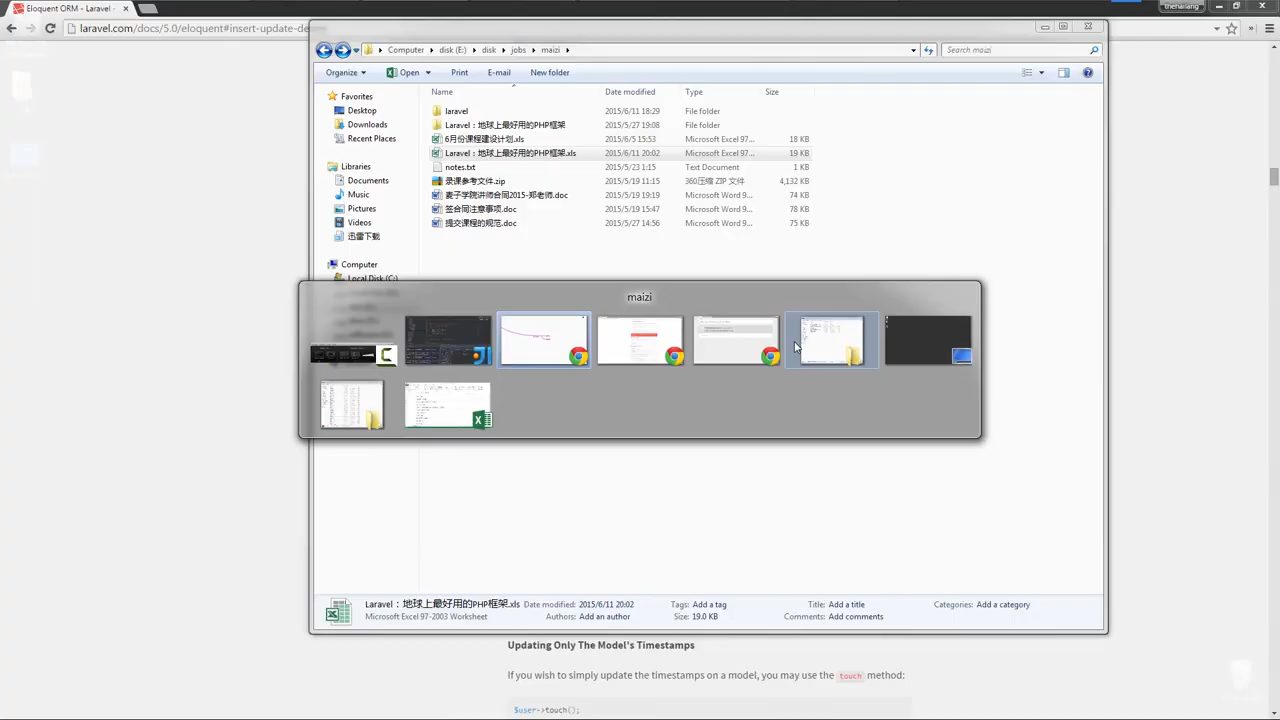 Eloquent ORM - Laravel -
thehaitang
laravel.com/docs/5.0/eloquent#insert-update-de
Computer disk (E:) disk jobs maizi
Search maizi
Organize Open Print E-mail New folder
Name Date modified Type Size
Favorites
Desktop
Downloads
Recent Places
Libraries
Documents
Music
Pictures
Videos
迅雷下载
Computer
Local Disk (C:)
laravel 2015/6/11 18:29 File folder
Laravel：地球上最好用的PHP框架 2015/5/27 19:08 File folder
6月份课程建设计划.xls 2015/6/5 15:53 Microsoft Excel 97... 18 KB
Laravel：地球上最好用的PHP框架.xls 2015/6/11 20:02 Microsoft Excel 97... 19 KB
notes.txt 2015/5/23 1:15 Text Document 1 KB
录课参考文件.zip 2015/5/19 11:15 360压缩 ZIP 文件 4,132 KB
麦子学院讲师合同2015-郑老师.doc 2015/5/19 19:19 Microsoft Word 9... 74 KB
签合同注意事项.doc 2015/5/19 15:47 Microsoft Word 9... 78 KB
提交课程的规范.doc 2015/5/27 14:56 Microsoft Word 9... 75 KB
maizi
Laravel：地球上最好用的PHP框架.xls Date modified: 2015/6/11 20:02 Tags: Add a tag Title: Add a title Categories: Add a category
Microsoft Excel 97-2003 Worksheet Authors: Add an author Size: 19.0 KB Comments: Add comments
Updating Only The Model's Timestamps
If you wish to simply update the timestamps on a model, you may use the touch method:
$user->touch();